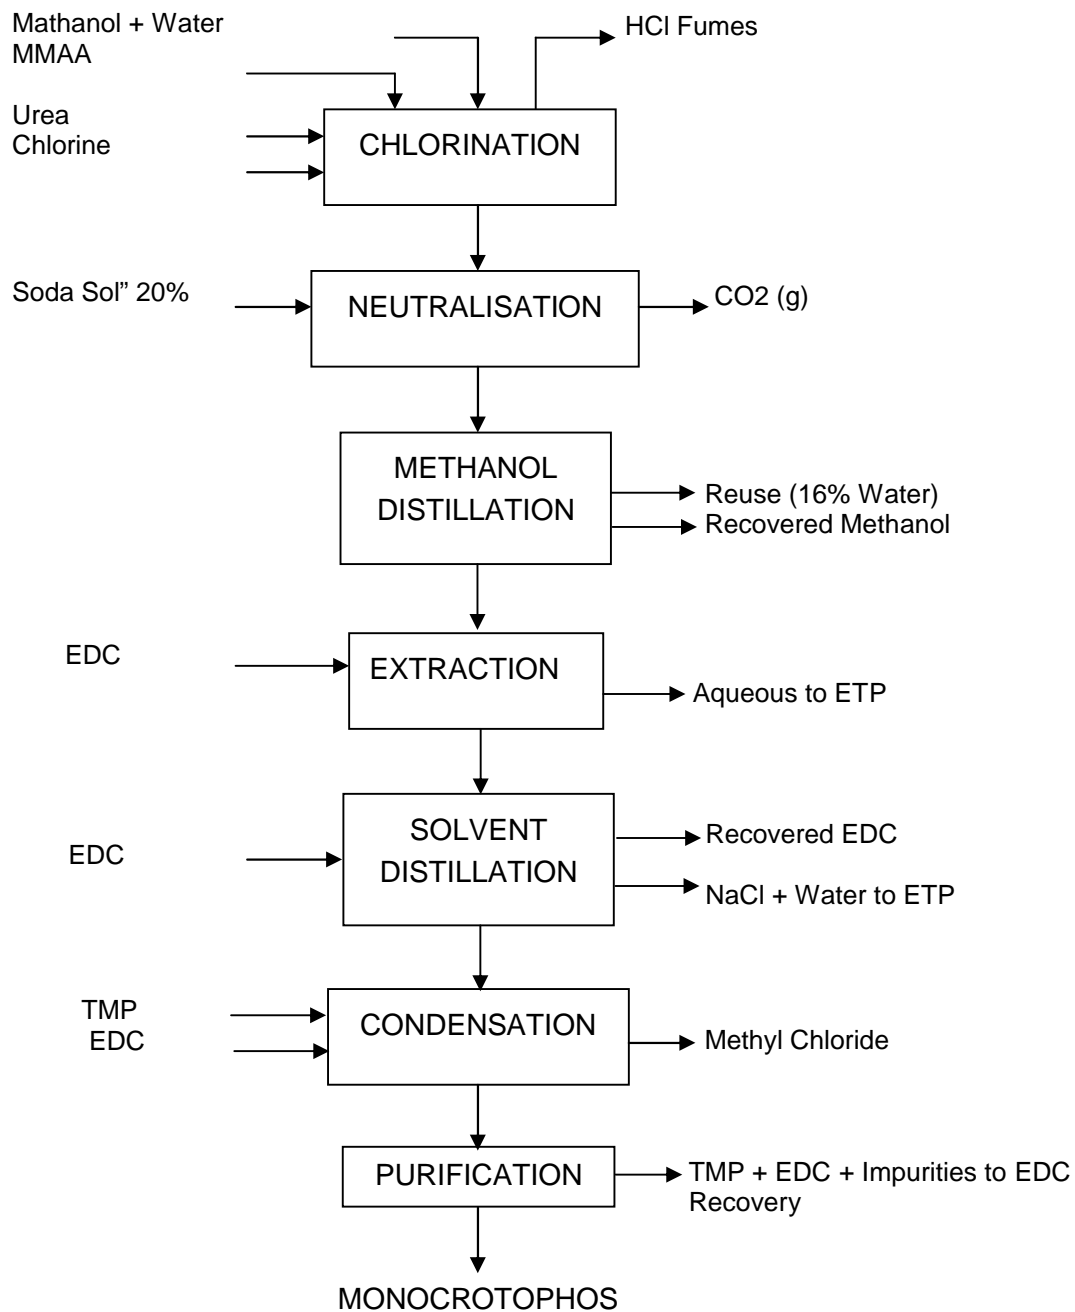 Mathanol + Water
MMAA
HCl Fumes
Urea
Chlorine
CHLORINATION
Soda Sol” 20%
NEUTRALISATION
CO2 (g)
METHANOL
DISTILLATION
Reuse (16% Water)
Recovered Methanol
EDC
EXTRACTION
Aqueous to ETP
EDC
SOLVENT
DISTILLATION
Recovered EDC
NaCl + Water to ETP
TMP
EDC
CONDENSATION
Methyl Chloride
PURIFICATION
TMP + EDC + Impurities to EDC
Recovery
MONOCROTOPHOS